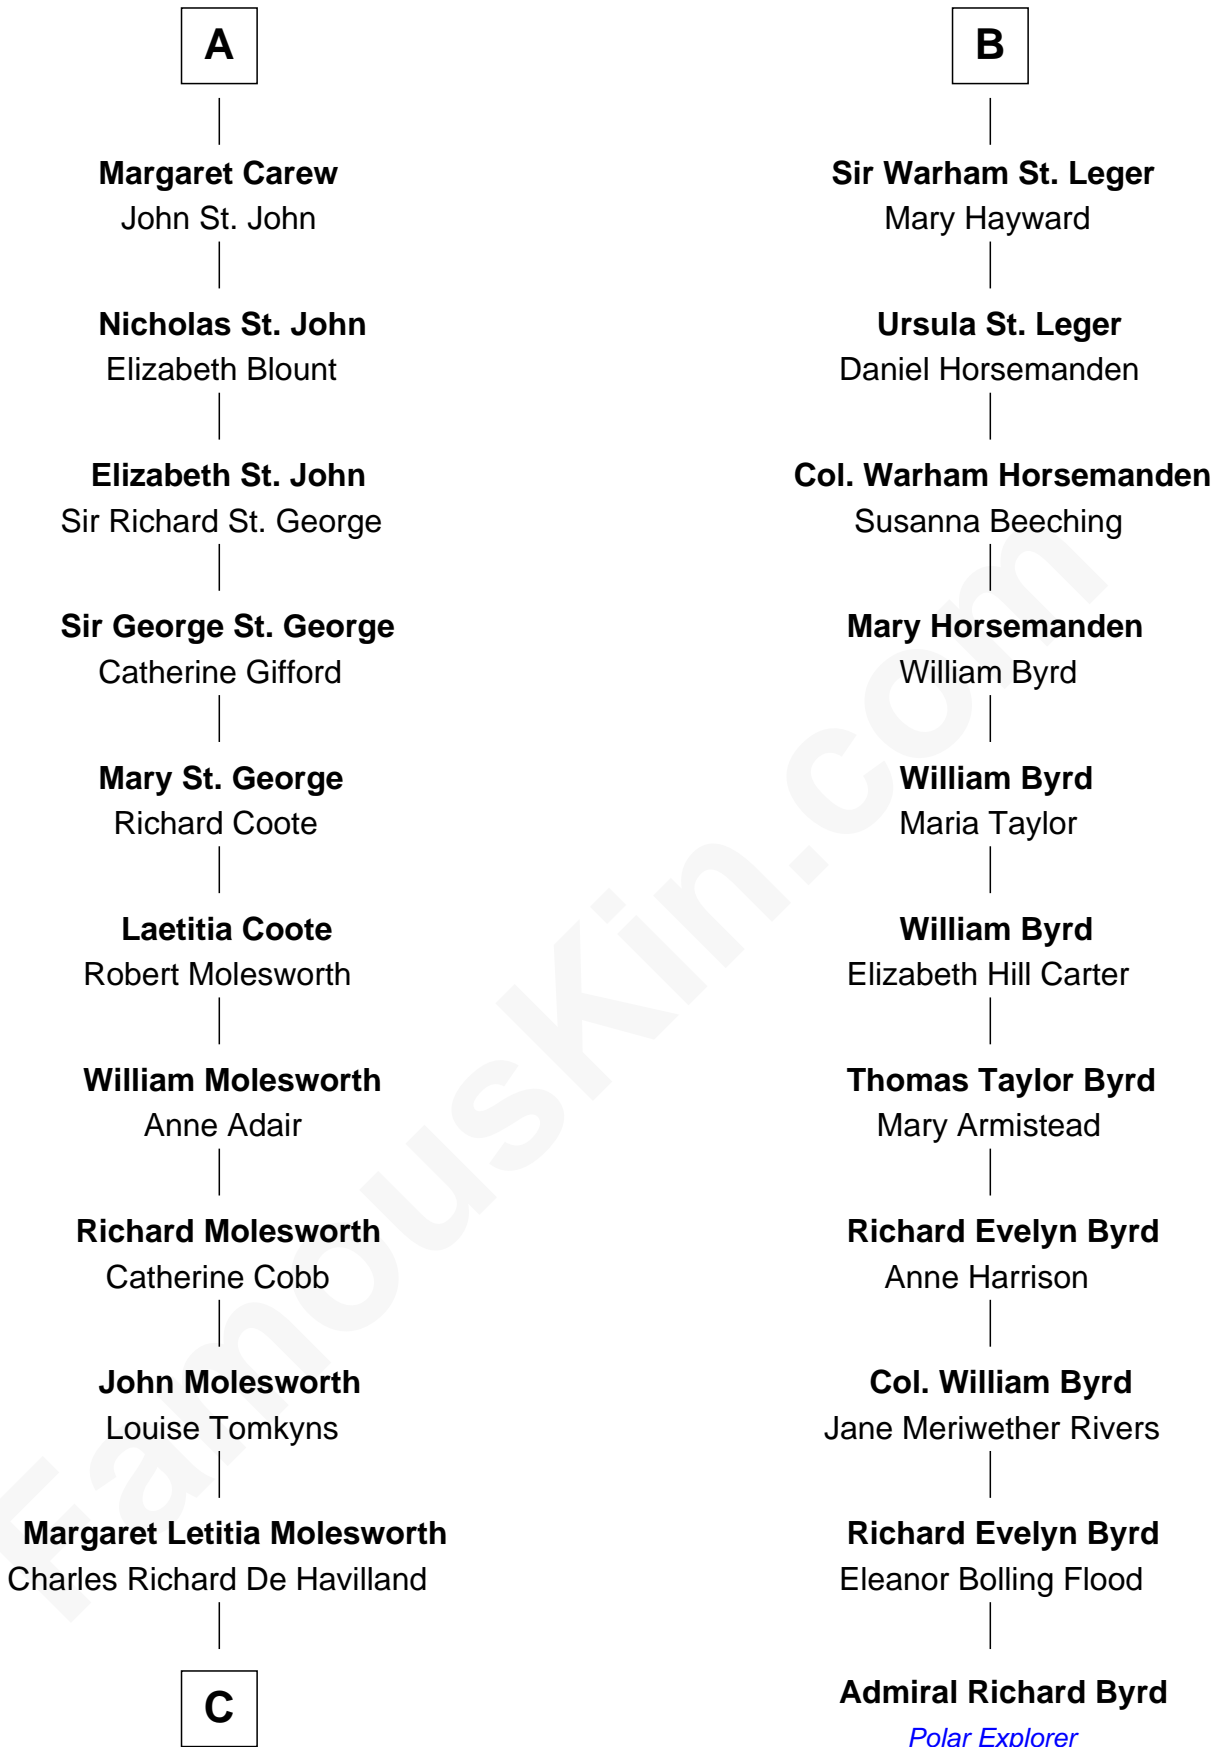 A
Margaret Carew
John St. John
Nicholas St. John
Elizabeth Blount
Elizabeth St. John
Sir Richard St. George
Sir George St. George
Catherine Gifford
Mary St. George
Richard Coote
Laetitia Coote
Robert Molesworth
William Molesworth
Anne Adair
Richard Molesworth
Catherine Cobb
John Molesworth
Louise Tomkyns
Margaret Letitia Molesworth
Charles Richard De Havilland
C
B
Sir Warham St. Leger
Mary Hayward
Ursula St. Leger
Daniel Horsemanden
Col. Warham Horsemanden
Susanna Beeching
Mary Horsemanden
William Byrd
William Byrd
Maria Taylor
William Byrd
Elizabeth Hill Carter
Thomas Taylor Byrd
Mary Armistead
Richard Evelyn Byrd
Anne Harrison
Col. William Byrd
Jane Meriwether Rivers
Richard Evelyn Byrd
Eleanor Bolling Flood
Admiral Richard Byrd
Polar Explorer
FamousKin.com